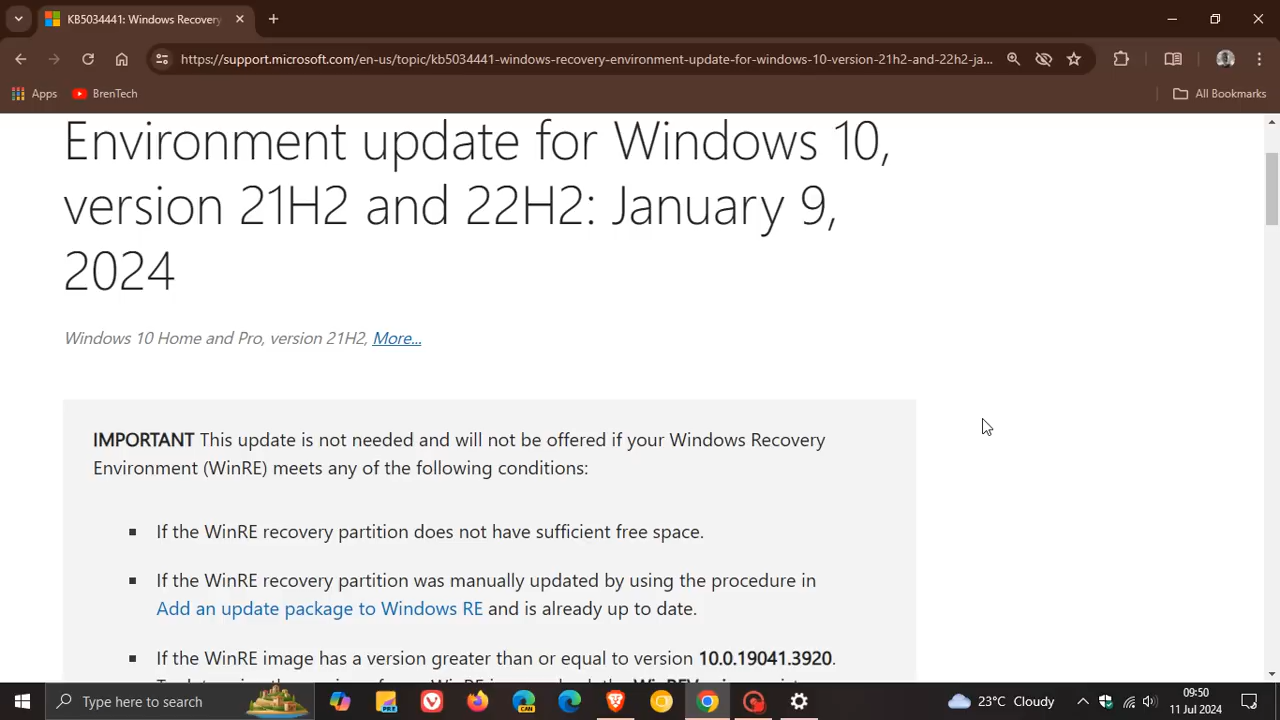 KB5034441: Windows Recovery
https://support.microsoft.com/en-us/topic/kb5034441-windows-recovery-environment-update-for-windows-10-version-21h2-and-22h2-ja...
Apps
BrenTech
All Bookmarks
Environment update for Windows 10,
version 21H2 and 22H2: January 9,
2024
Windows 10 Home and Pro, version 21H2, More...
IMPORTANT This update is not needed and will not be offered if your Windows Recovery
Environment (WinRE) meets any of the following conditions:
▪ If the WinRE recovery partition does not have sufficient free space.
▪ If the WinRE recovery partition was manually updated by using the procedure in
Add an update package to Windows RE and is already up to date.
▪ If the WinRE image has a version greater than or equal to version 10.0.19041.3920.
Type here to search
PRE
CAN
23°C Cloudy
09:50
11 Jul 2024